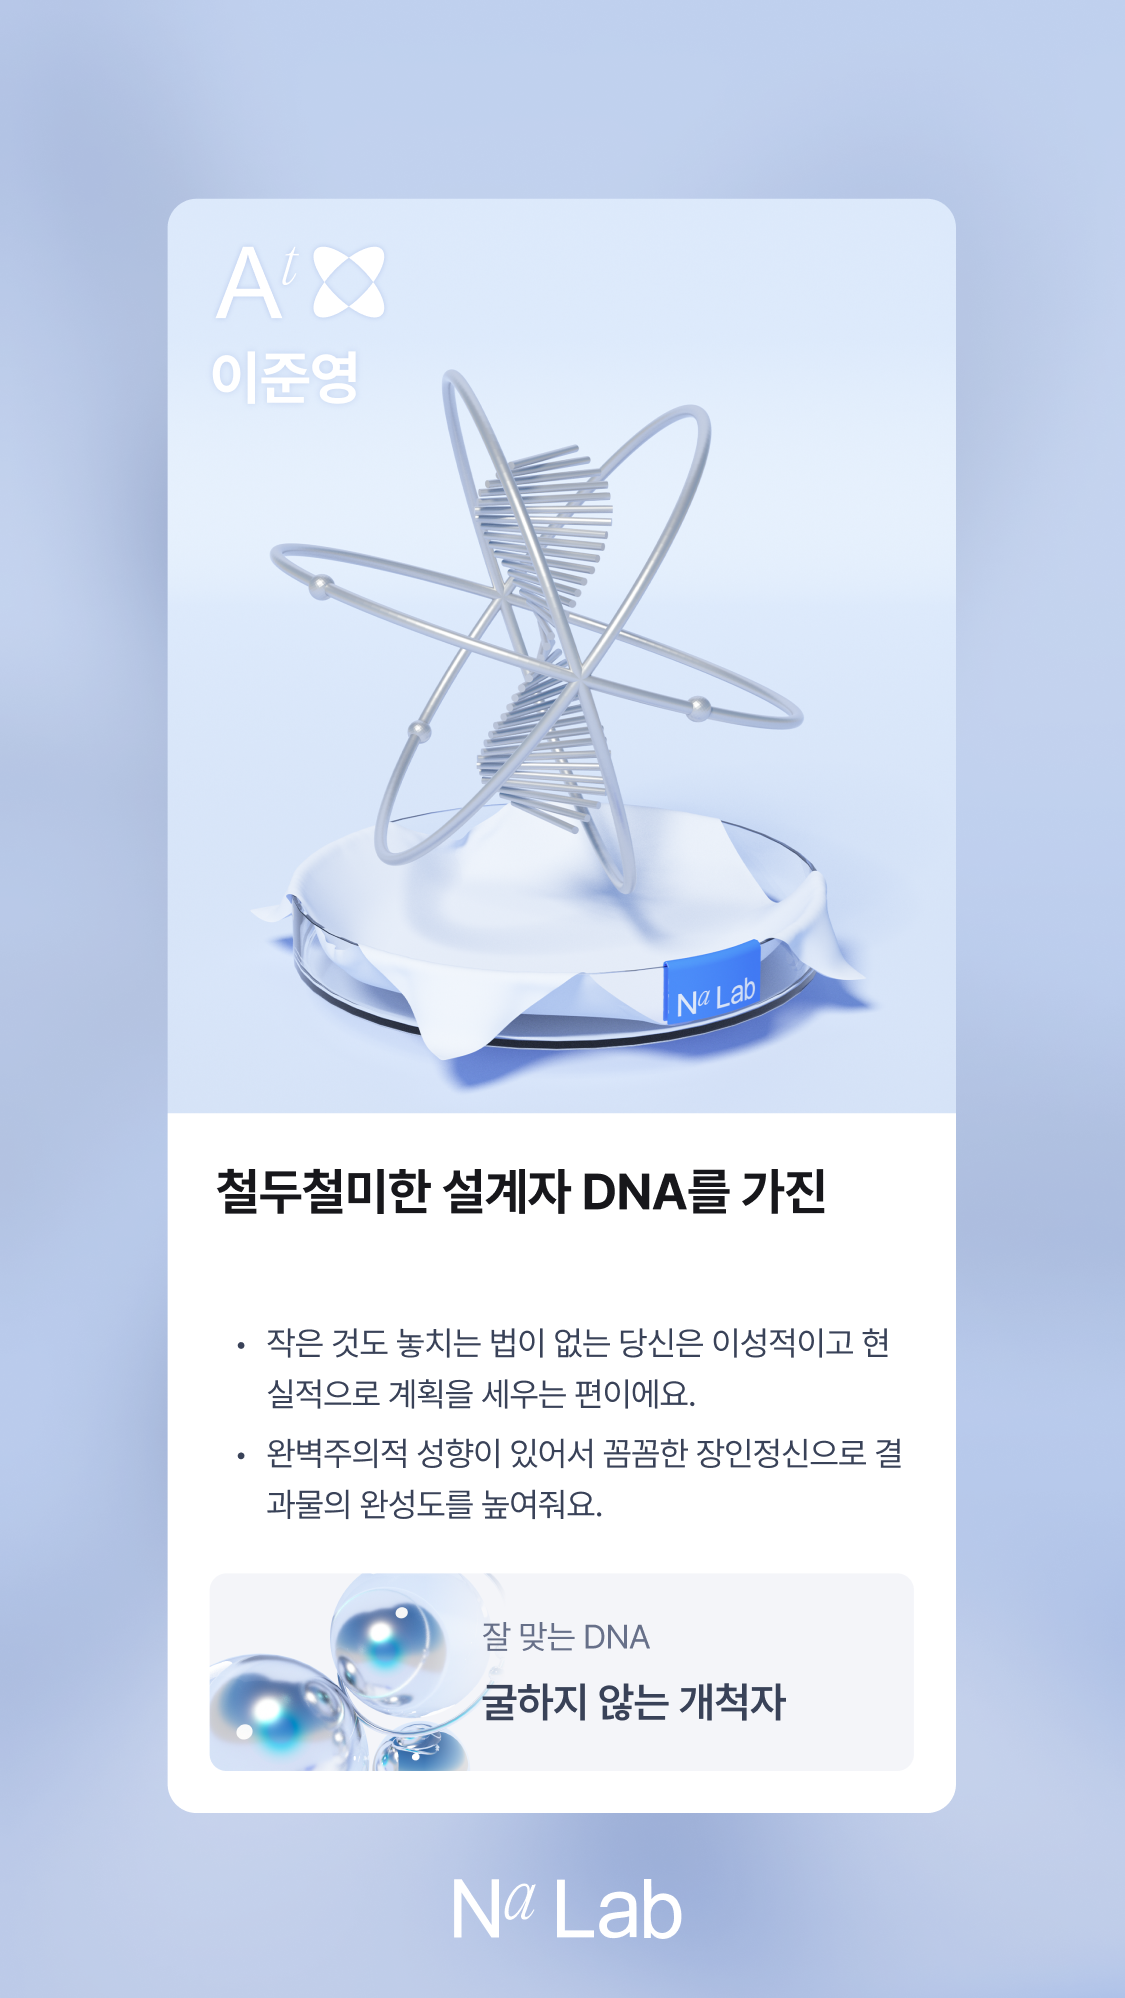 At
이준영
Na Lab
철두철미한 설계자 DNA를 가진
• 작은 것도 놓치는 법이 없는 당신은 이성적이고 현
실적으로 계획을 세우는 편이에요.
• 완벽주의적 성향이 있어서 꼼꼼한 장인정신으로 결
과물의 완성도를 높여줘요.
잘 맞는 DNA
굴하지 않는 개척자
Na Lab